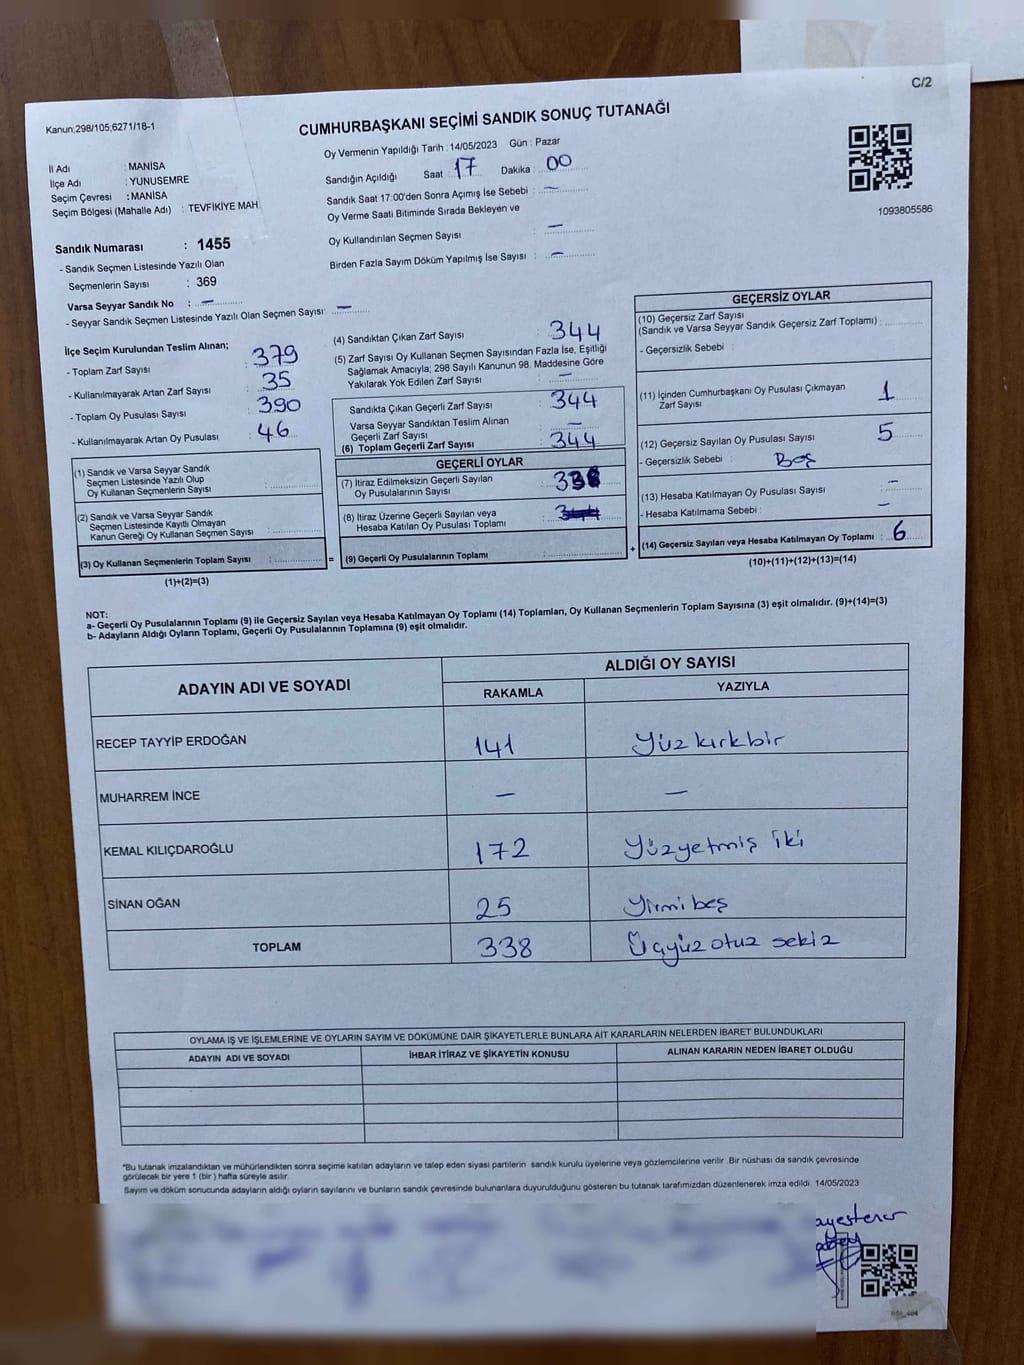 C/2
Kanun;298/105,6271/18-1
CUMHURBAŞKANI SEÇİMİ SANDIK SONUÇ TUTANAĞI
İl Adı : MANİSA
İlçe Adı : YUNUSEMRE
Seçim Çevresi : MANİSA
Seçim Bölgesi (Mahalle Adı) : TEVFİKİYE MAH.
Oy Vermenin Yapıldığı Tarih : 14/05/2023 Gün : Pazar
Sandığın Açıldığı Saat : 17 Dakika : 00
Sandık Saat 17:00'den Sonra Açımış İse Sebebi : —
Oy Verme Saati Bitiminde Sırada Bekleyen ve
Oy Kullandırılan Seçmen Sayısı : —
Birden Fazla Sayım Döküm Yapılmış İse Sayısı : —
1093805586
Sandık Numarası : 1455
- Sandık Seçmen Listesinde Yazılı Olan
Seçmenlerin Sayısı : 369
Varsa Seyyar Sandık No : —
- Seyyar Sandık Seçmen Listesinde Yazılı Olan Seçmen Sayısı: —
İlçe Seçim Kurulundan Teslim Alınan;
- Toplam Zarf Sayısı : 379
- Kullanılmayarak Artan Zarf Sayısı : 35
- Toplam Oy Pusulası Sayısı : 390
- Kullanılmayarak Artan Oy Pusulası : 46
(1) Sandık ve Varsa Seyyar Sandık
Seçmen Listesinde Yazılı Olup
Oy Kullanan Seçmenlerin Sayısı :
(2) Sandık ve Varsa Seyyar Sandık
Seçmen Listesinde Kayıtlı Olmayan
Kanun Gereği Oy Kullanan Seçmen Sayısı :
(3) Oy Kullanan Seçmenlerin Toplam Sayısı :
(1)+(2)=(3)
(4) Sandıktan Çıkan Zarf Sayısı : 344
(5) Zarf Sayısı Oy Kullanan Seçmen Sayısından Fazla İse, Eşitliği
Sağlamak Amacıyla; 298 Sayılı Kanunun 98. Maddesine Göre
Yakılarak Yok Edilen Zarf Sayısı : —
Sandıkta Çıkan Geçerli Zarf Sayısı : 344
Varsa Seyyar Sandıktan Teslim Alınan
Geçerli Zarf Sayısı : —
(6) Toplam Geçerli Zarf Sayısı : 344
GEÇERLİ OYLAR
(7) İtiraz Edilmeksizin Geçerli Sayılan
Oy Pusulalarının Sayısı : 338
(8) İtiraz Üzerine Geçerli Sayılan veya
Hesaba Katılan Oy Pusulası Toplamı : 344
= (9) Geçerli Oy Pusulalarının Toplamı :
GEÇERSİZ OYLAR
(10) Geçersiz Zarf Sayısı
(Sandık ve Varsa Seyyar Sandık Geçersiz Zarf Toplamı) :
- Geçersizlik Sebebi :
(11) İçinden Cumhurbaşkanı Oy Pusulası Çıkmayan
Zarf Sayısı : 1
(12) Geçersiz Sayılan Oy Pusulası Sayısı : 5
- Geçersizlik Sebebi : Boş
(13) Hesaba Katılmayan Oy Pusulası Sayısı : —
- Hesaba Katılmama Sebebi : —
+ (14) Geçersiz Sayılan veya Hesaba Katılmayan Oy Toplamı : 6
(10)+(11)+(12)+(13)=(14)
NOT:
a- Geçerli Oy Pusulalarının Toplamı (9) ile Geçersiz Sayılan veya Hesaba Katılmayan Oy Toplamı (14) Toplamları, Oy Kullanan Seçmenlerin Toplam Sayısına (3) eşit olmalıdır. (9)+(14)=(3)
b- Adayların Aldığı Oyların Toplamı, Geçerli Oy Pusulalarının Toplamına (9) eşit olmalıdır.
ADAYIN ADI VE SOYADI
ALDIĞI OY SAYISI
RAKAMLA YAZIYLA
RECEP TAYYİP ERDOĞAN 141 Yüz kırk bir
MUHARREM İNCE — —
KEMAL KILIÇDAROĞLU 172 Yüzyetmiş iki
SİNAN OĞAN 25 Yirmi beş
TOPLAM 338 Üçyüz otuz sekiz
OYLAMA İŞ VE İŞLEMLERİNE VE OYLARIN SAYIM VE DÖKÜMÜNE DAİR ŞİKAYETLERLE BUNLARA AİT KARARLARIN NELERDEN İBARET BULUNDUKLARI
ADAYIN ADI VE SOYADI İHBAR İTİRAZ VE ŞİKAYETİN KONUSU ALINAN KARARIN NEDEN İBARET OLDUĞU
*Bu tutanak imzalandıktan ve mühürlendikten sonra seçime katılan adayların ve talep eden siyasi partilerin sandık kurulu üyelerine veya gözlemcilerine verilir .Bir nüshası da sandık çevresinde
görülecek bir yere 1 (bir ) hafta süreyle asılır.
Sayım ve döküm sonucunda adayların aldığı oyların sayılarını ve bunların sandık çevresinde bulunanlara duyurulduğunu gösteren bu tutanak tarafımızdan düzenlenerek imza edildi. 14/05/2023